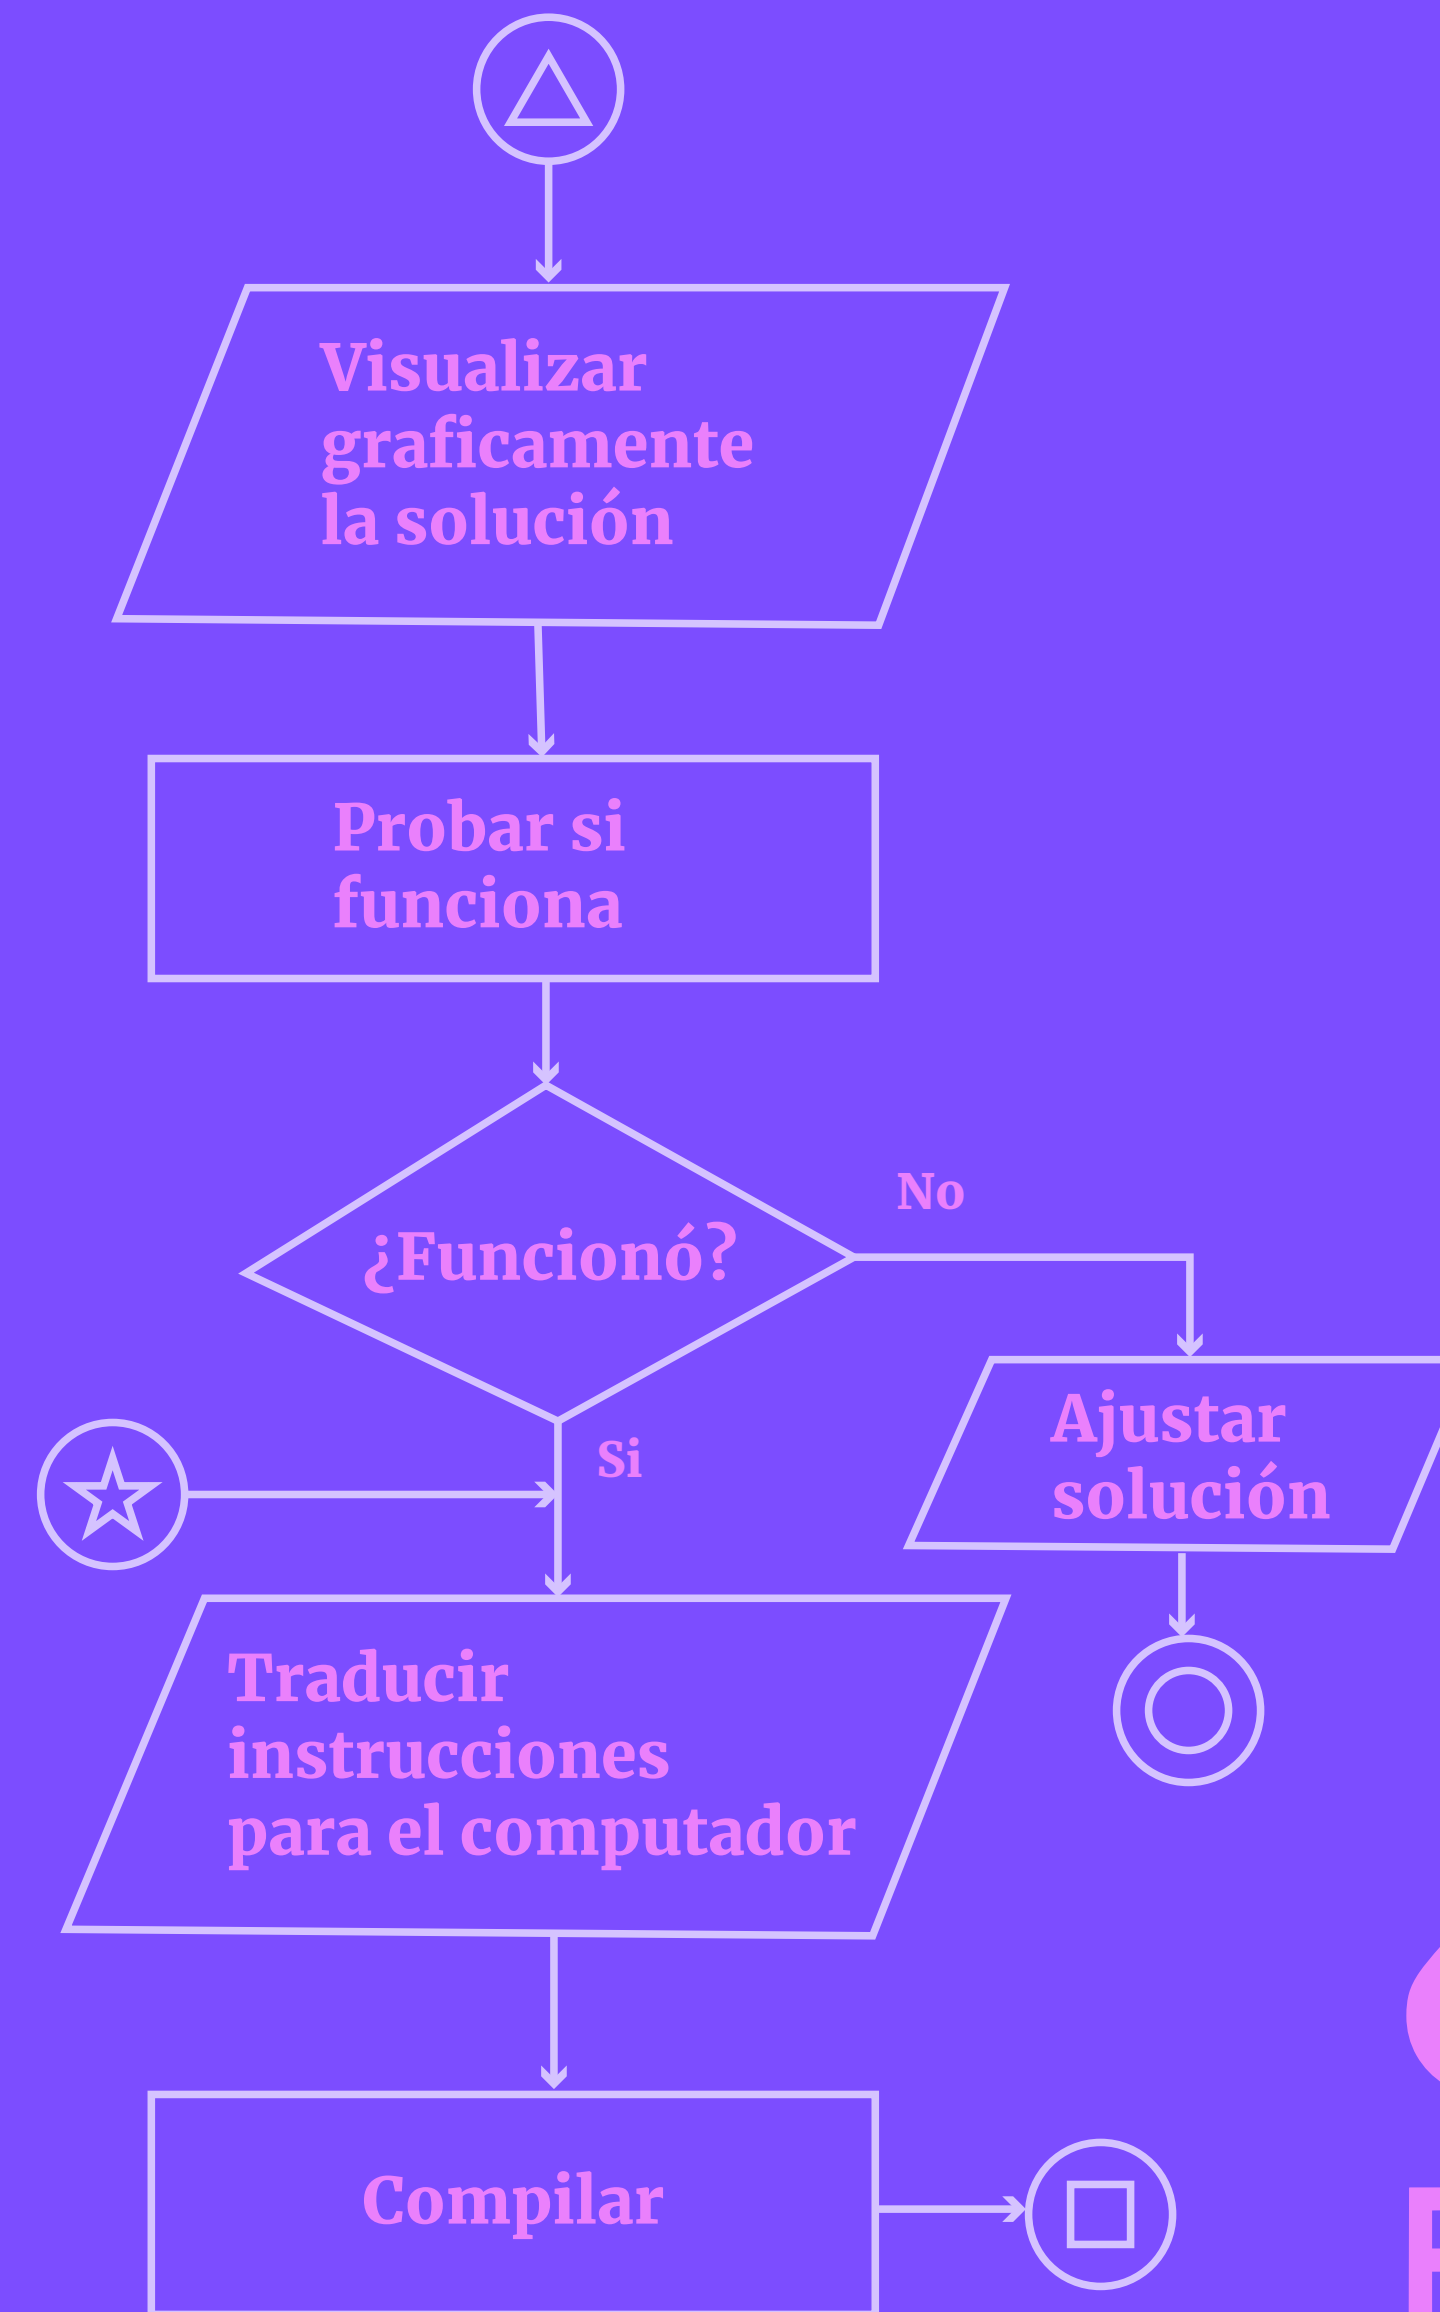 Visualizar
graficamente
la solución
Probar si
funciona
¿Funcionó?
No
Si
Ajustar
solución
Traducir
instrucciones
para el computador
Compilar